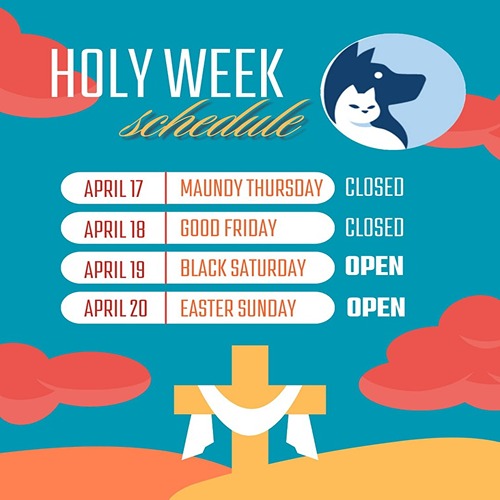 HOLY WEEK
schedule
APRIL 17 MAUNDY THURSDAY CLOSED
APRIL 18 GOOD FRIDAY CLOSED
APRIL 19 BLACK SATURDAY OPEN
APRIL 20 EASTER SUNDAY OPEN